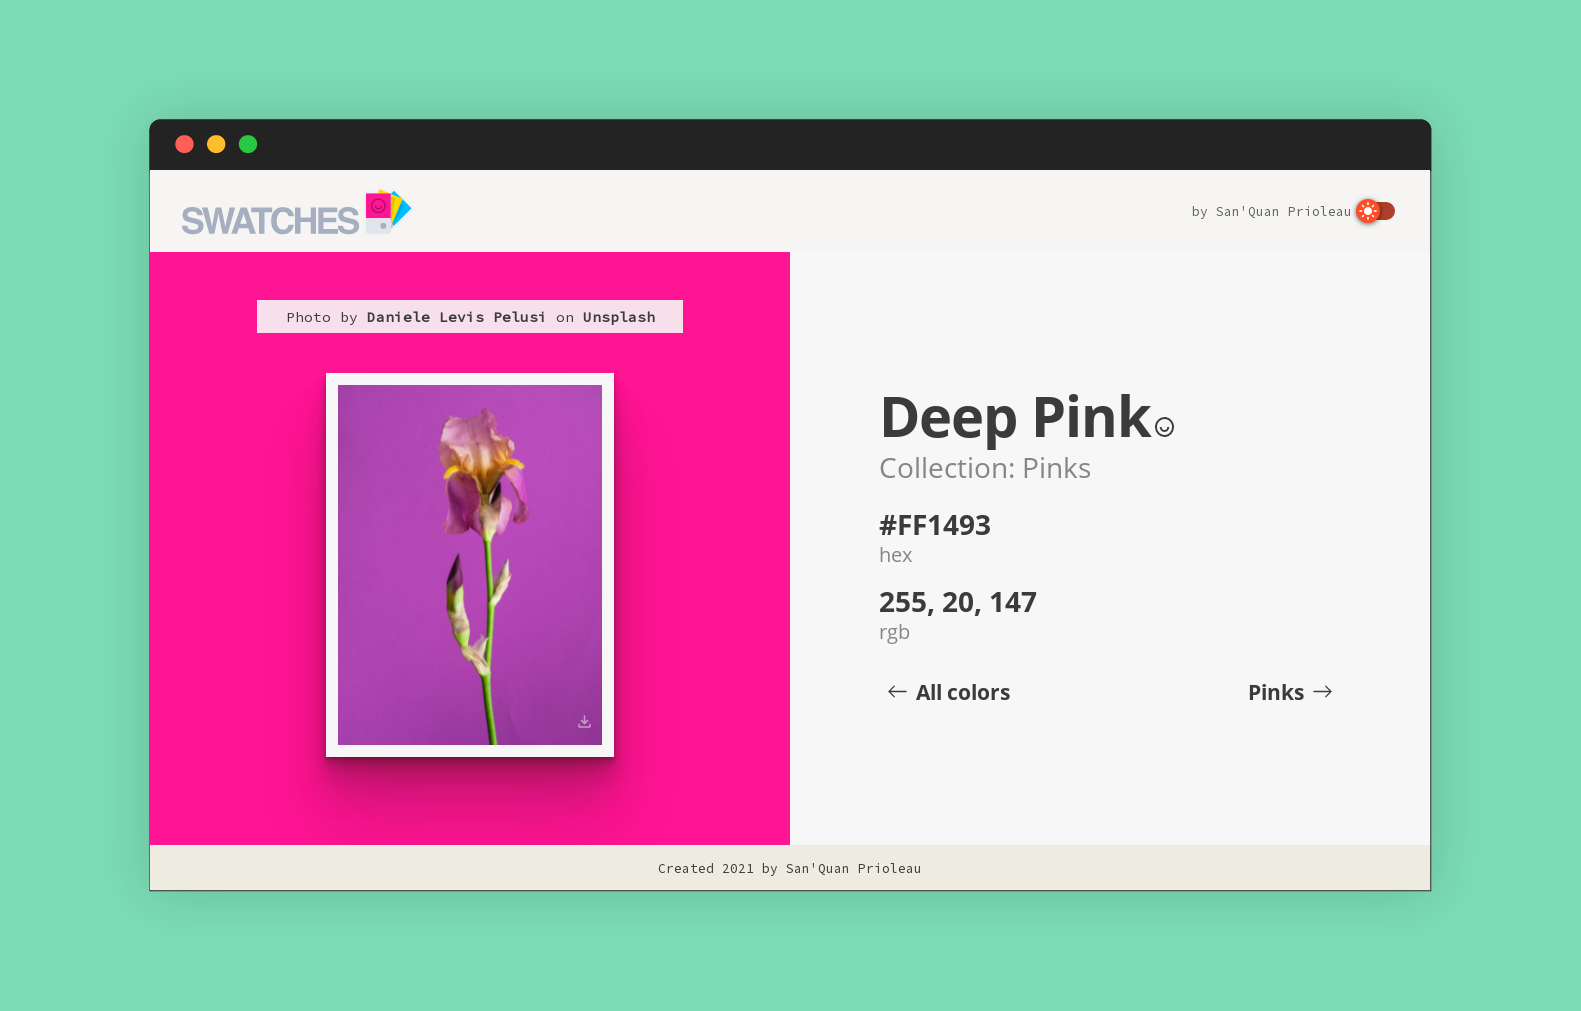 SWATCHES
by San'Quan Prioleau
Photo by Daniele Levis Pelusi on Unsplash
Deep Pink
Collection: Pinks
#FF1493
hex
255, 20, 147
rgb
← All colors
Pinks →
Created 2021 by San'Quan Prioleau